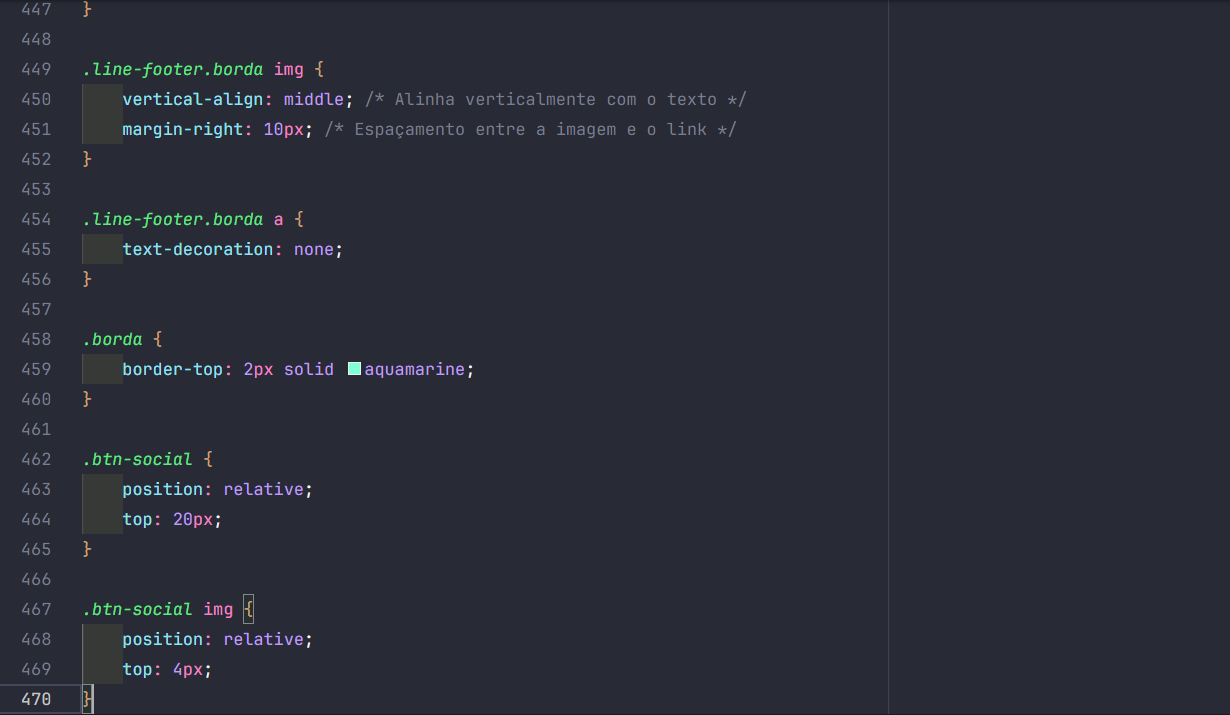 447 }
448
449 .line-footer.borda img {
450 vertical-align: middle; /* Alinha verticalmente com o texto */
451 margin-right: 10px; /* Espaçamento entre a imagem e o link */
452 }
453
454 .line-footer.borda a {
455 text-decoration: none;
456 }
457
458 .borda {
459 border-top: 2px solid aquamarine;
460 }
461
462 .btn-social {
463 position: relative;
464 top: 20px;
465 }
466
467 .btn-social img {
468 position: relative;
469 top: 4px;
470 }